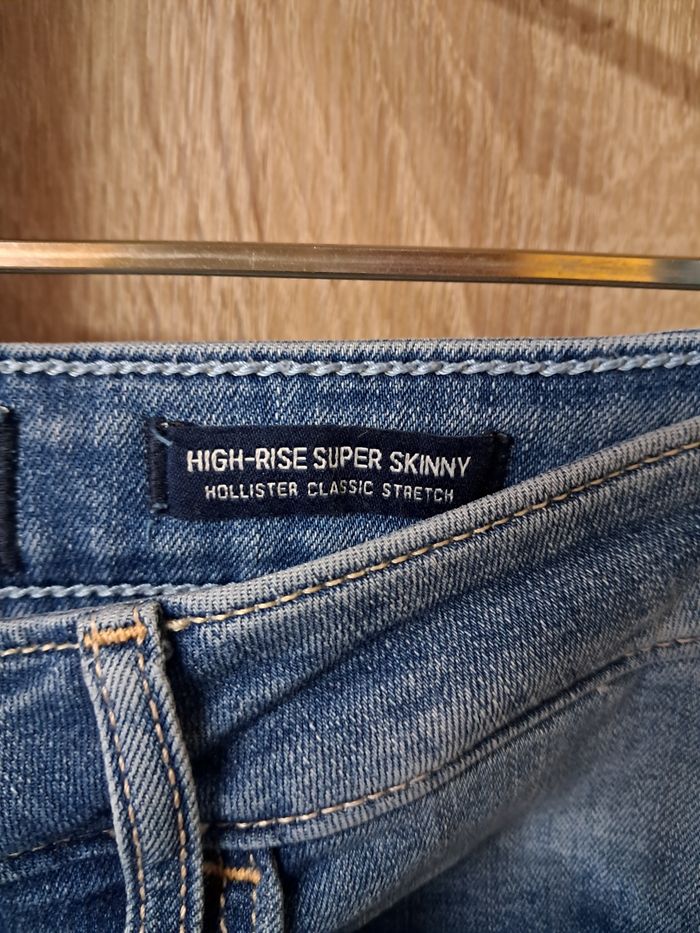 HIGH-RISE SUPER SKINNY
HOLLISTER CLASSIC STRETCH